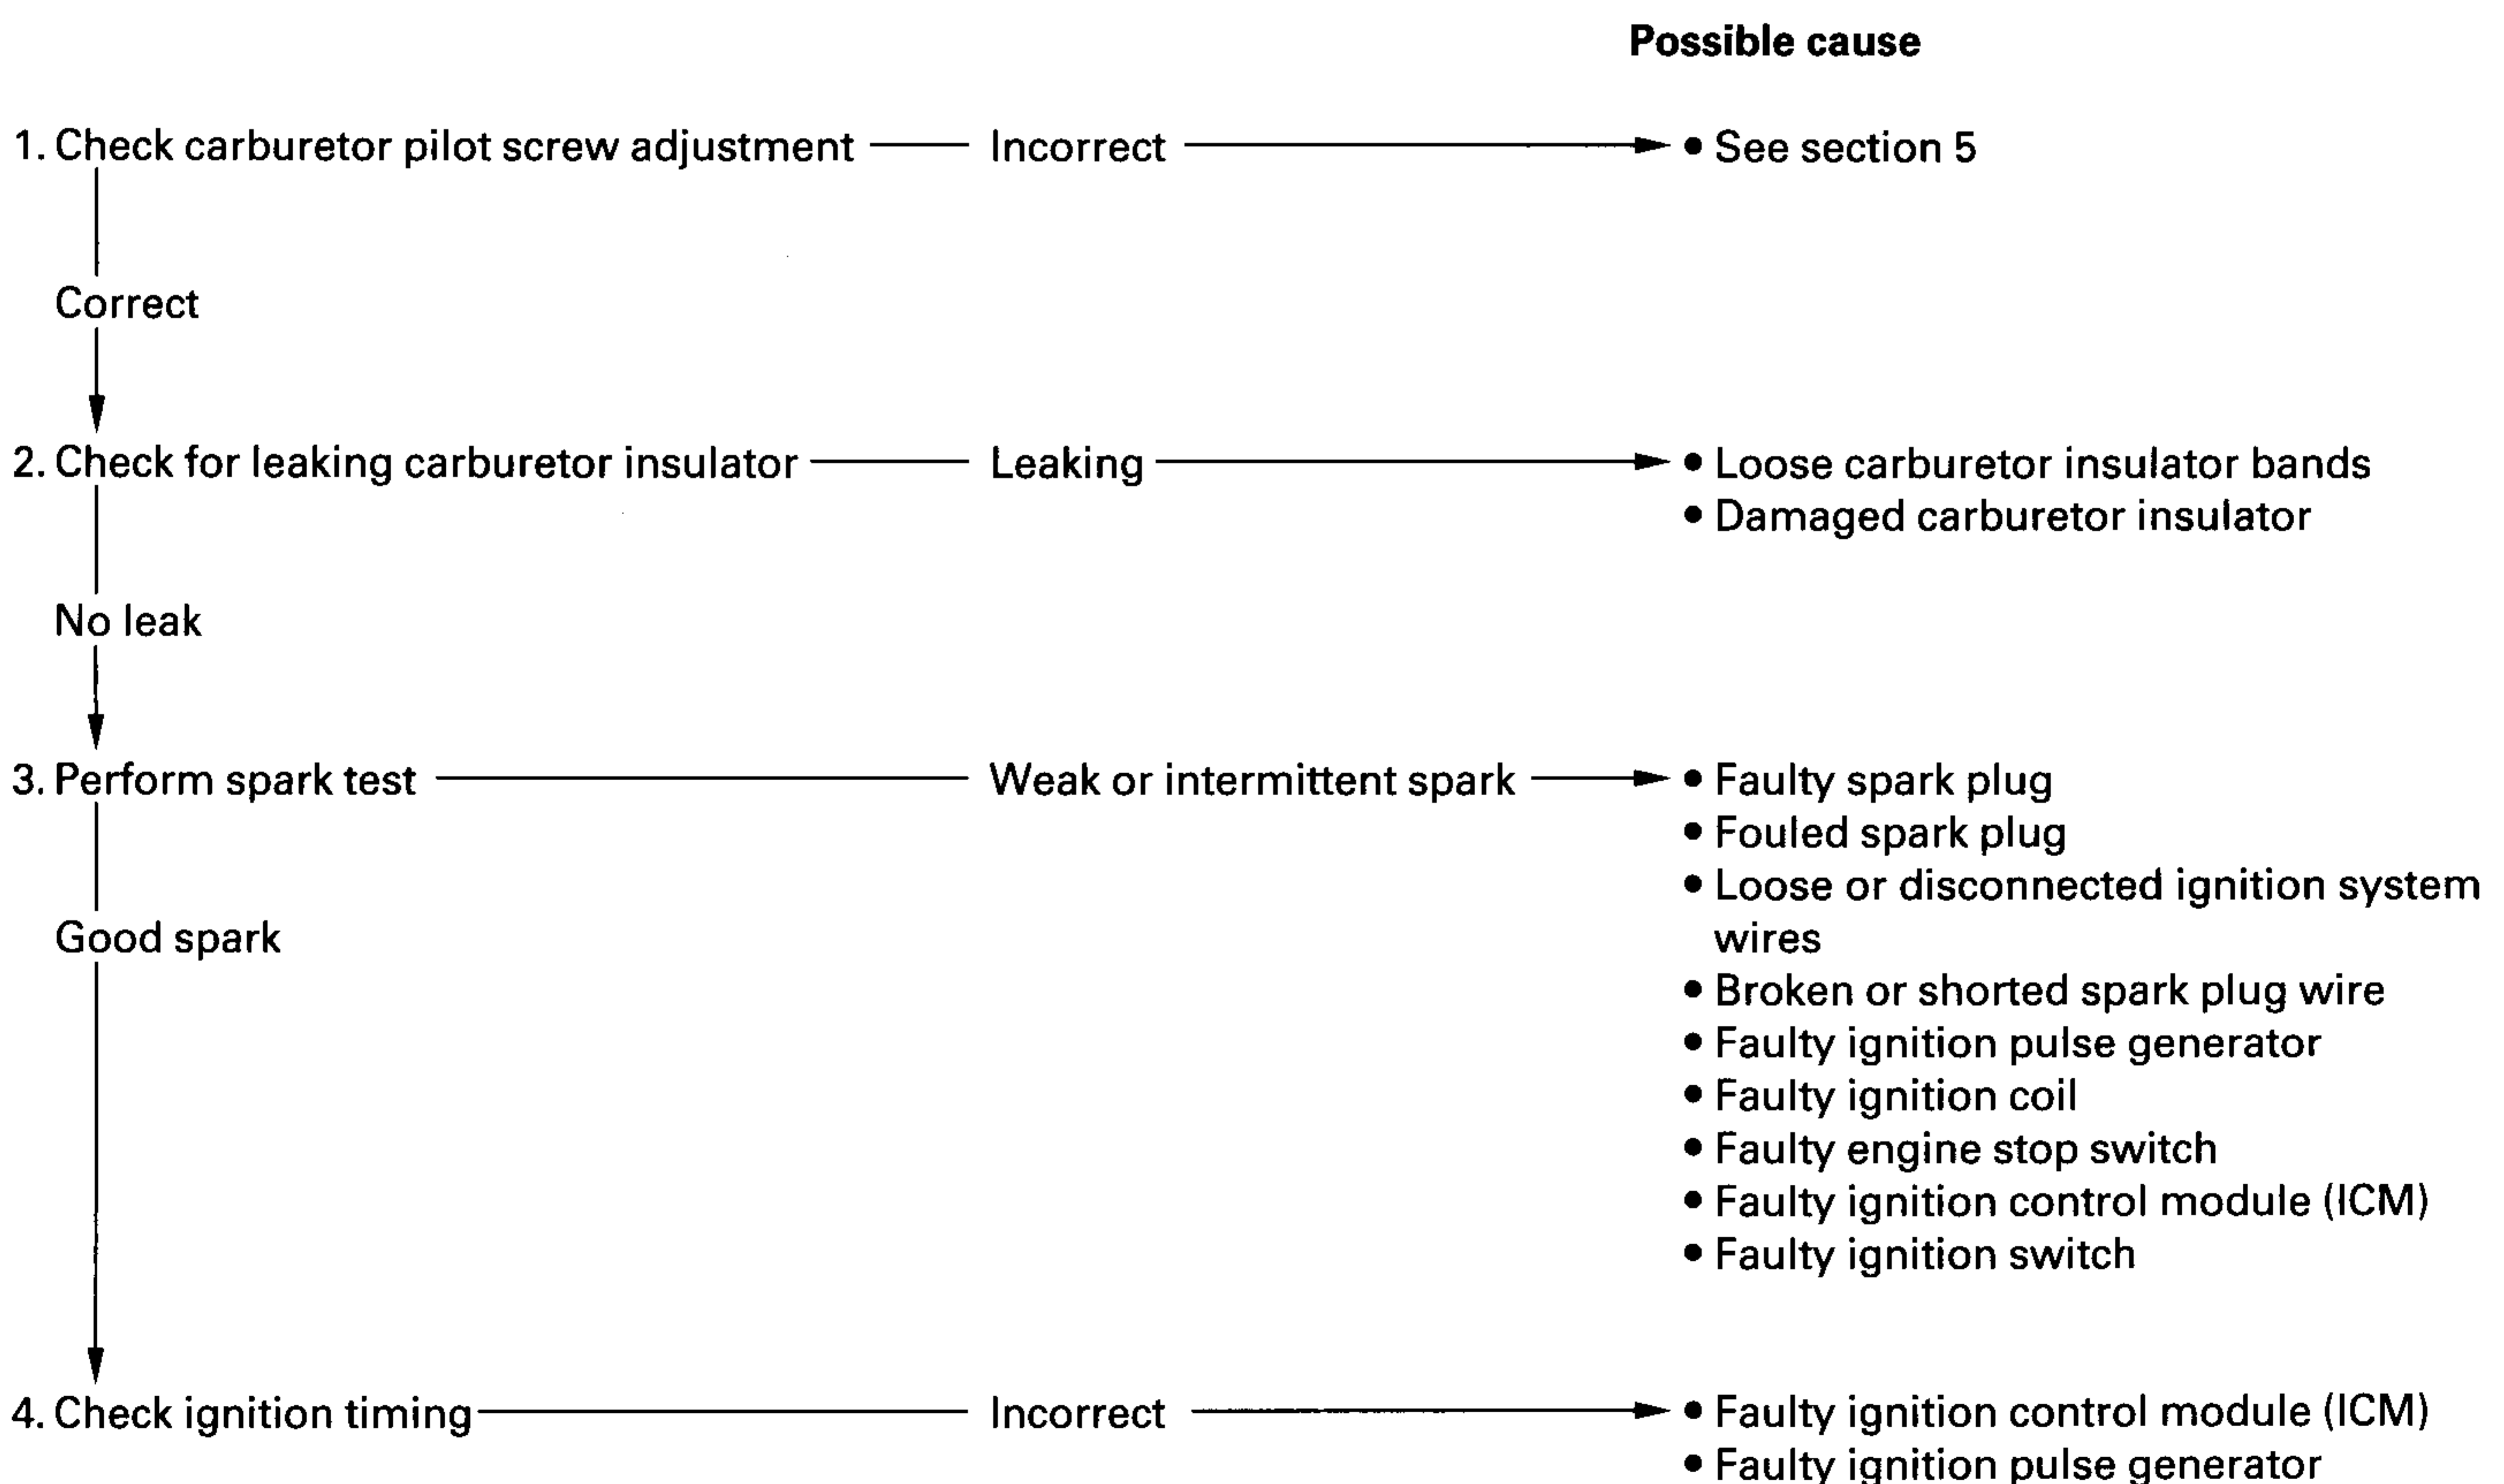 Possible cause
1. Check carburetor pilot screw adjustment Incorrect • See section 5
Correct
2. Check for leaking carburetor insulator Leaking • Loose carburetor insulator bands
• Damaged carburetor insulator
No leak
3. Perform spark test Weak or intermittent spark • Faulty spark plug
• Fouled spark plug
• Loose or disconnected ignition system
Good spark wires
• Broken or shorted spark plug wire
• Faulty ignition pulse generator
• Faulty ignition coil
• Faulty engine stop switch
• Faulty ignition control module (ICM)
• Faulty ignition switch
4. Check ignition timing Incorrect • Faulty ignition control module (ICM)
• Faulty ignition pulse generator